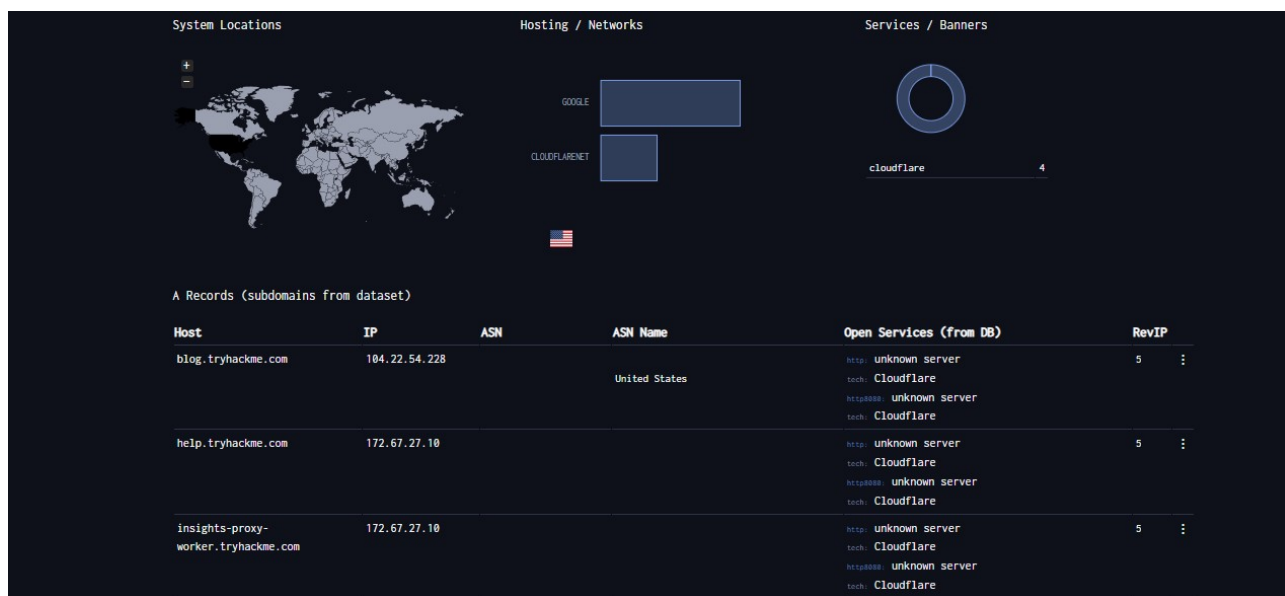 System Locations
Hosting / Networks
Services / Banners
+
−
GOOGLE
CLOUDFLARENET
cloudflare 4
A Records (subdomains from dataset)
Host IP ASN ASN Name Open Services (from DB) RevIP
blog.tryhackme.com 104.22.54.228 http: unknown server 5
United States tech: Cloudflare
http8080: unknown server
tech: Cloudflare
help.tryhackme.com 172.67.27.10 http: unknown server 5
tech: Cloudflare
http8080: unknown server
tech: Cloudflare
insights-proxy- 172.67.27.10 http: unknown server 5
worker.tryhackme.com tech: Cloudflare
http8080: unknown server
tech: Cloudflare